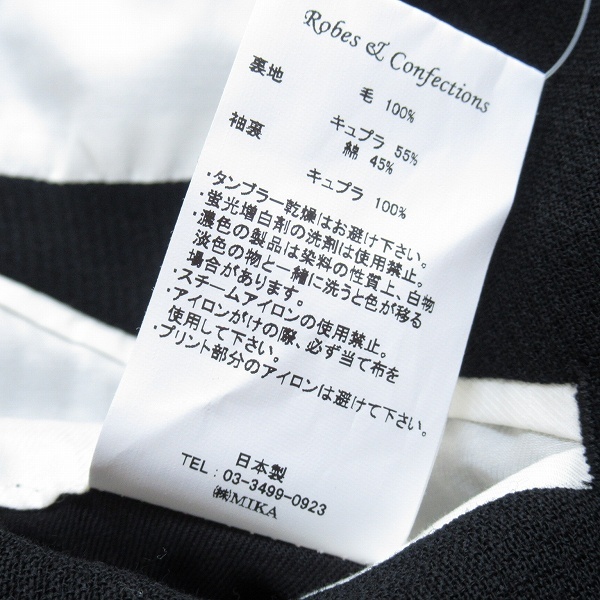 Robes & Confections
毛 100%
裏地
キュプラ 55%
綿 45%
袖裏
キュプラ 100%
・タンブラー乾燥はお避け下さい。
・蛍光増白剤の洗剤は使用禁止。
・濃色の製品は染料の性質上、白物
淡色の物と一種に洗うと色が移る
場合があります。
・スチームアイロンの使用禁止。
・アイロンがけの際、必ず当て布を
使用して下さい。
・プリント部分のアイロンは避けて下さい。
日本製
TEL: 03-3499-0923
㈱MIKA